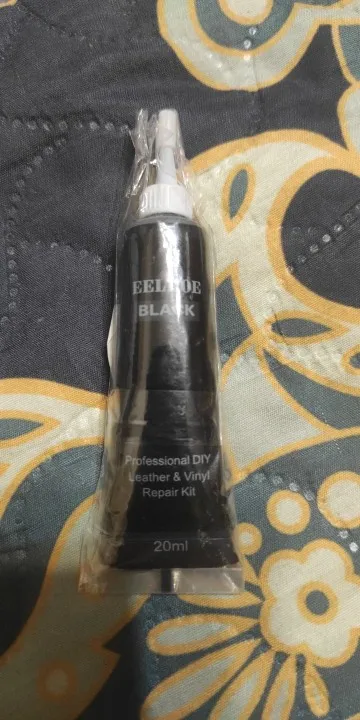 EELHOE
BLACK
Professional DIY
Leather & Vinyl
Repair Kit
20ml